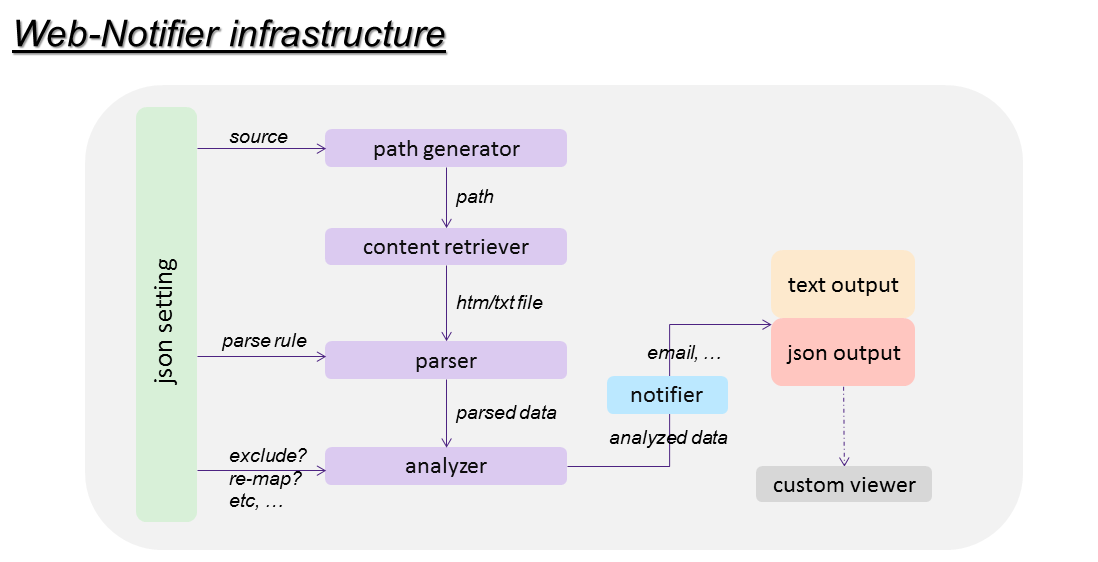 Web-Notifier infrastructure
json setting
source
path generator
path
content retriever
htm/txt file
parse rule
parser
parsed data
exclude?
re-map?
etc, …
analyzer
analyzed data
notifier
email, …
text output
json output
custom viewer